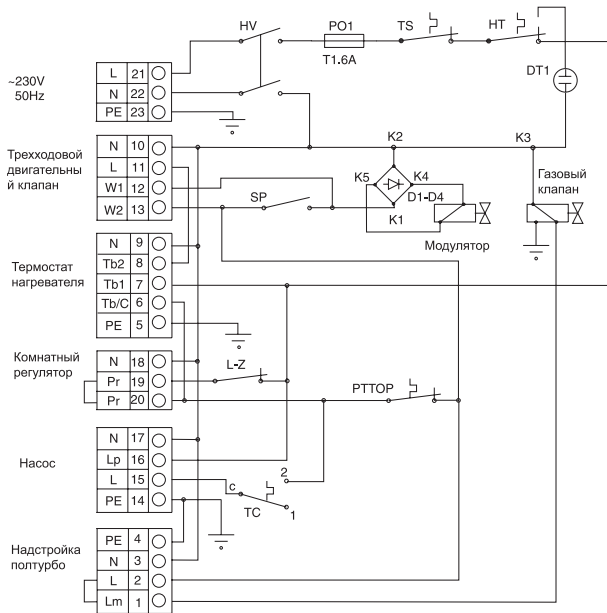 HV
PO1
TS
HT
T1.6A
DT1
~230V
50Hz
L 21
N 22
PE 23
Трехходовой
двигательны
й клапан
N 10
L 11
W1 12
W2 13
K2
K3
K5
K4
D1-D4
K1
SP
Модулятор
Газовый
клапан
Термостат
нагревателя
N 9
Tb2 8
Tb1 7
Tb/C 6
PE 5
Комнатный
регулятор
N 18
Pr 19
Pr 20
L-Z
PTTOP
Насос
N 17
Lp 16
L 15
PE 14
c
2
1
TC
Надстройка
полтурбо
PE 4
N 3
L 2
Lm 1